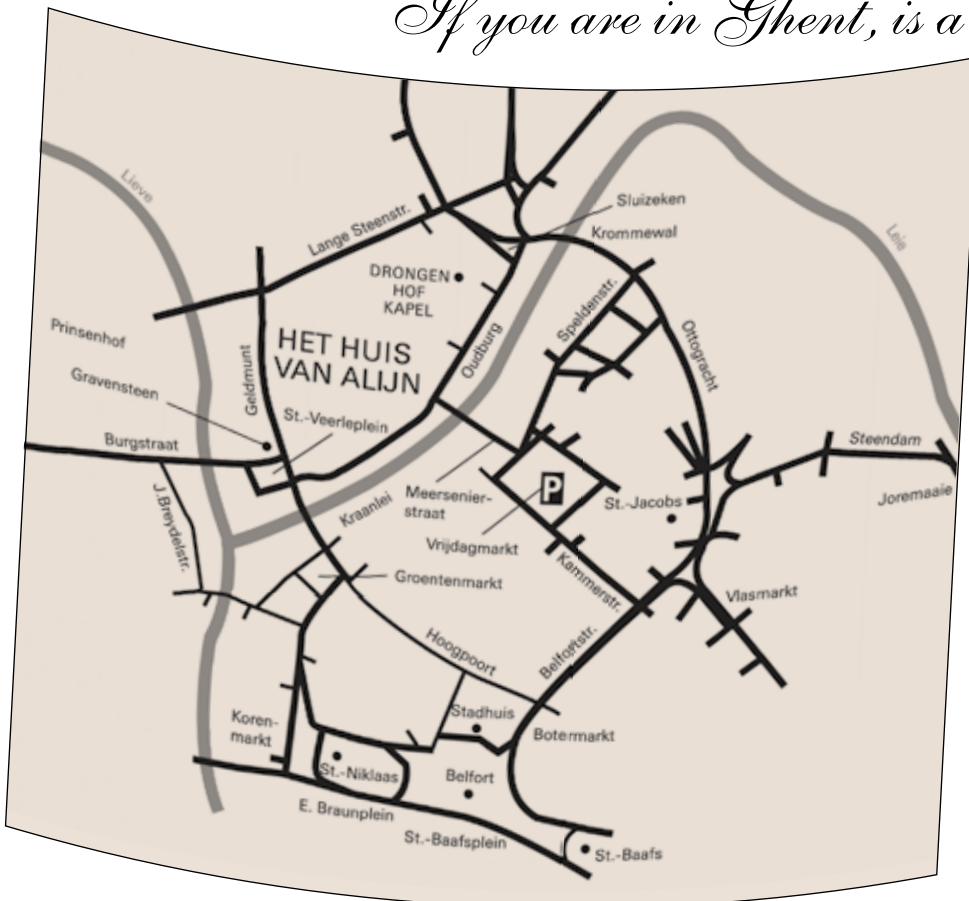 If you are in Ghent, is a
Lieve
Sluizeken
Krommewal
Leie
Lange Steenstr.
DRONGEN
HOF
KAPEL
Speldenstr.
Prinsenhof
HET HUIS
VAN ALIJN
Oudburg
Ottogracht
Gravensteen
Geldmunt
St.-Veerleplein
Burgstraat
Steendam
J.Breydelstr.
Kraanlei
Meersenier-
straat
P
St.-Jacobs
Joremaaie
Vrijdagmarkt
Groentenmarkt
Kammerstr.
Vlasmarkt
Hoogpoort
Belfortstr.
Koren-
markt
Stadhuis
Botermarkt
St.-Niklaas
Belfort
E. Braunplein
St.-Baafsplein
St.-Baafs